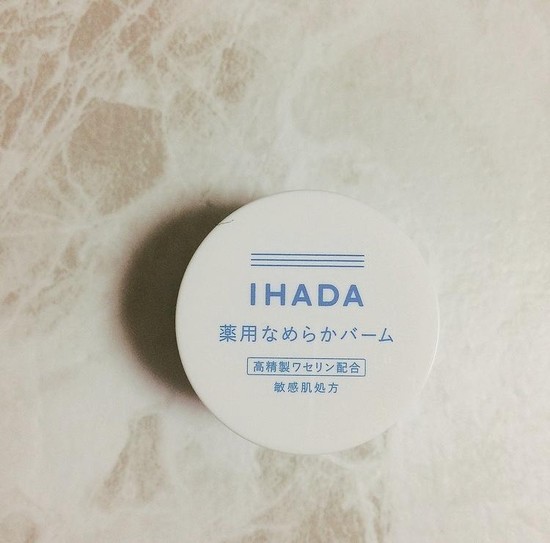 IHADA
薬用なめらかバーム
高精製ワセリン配合
敏感肌処方